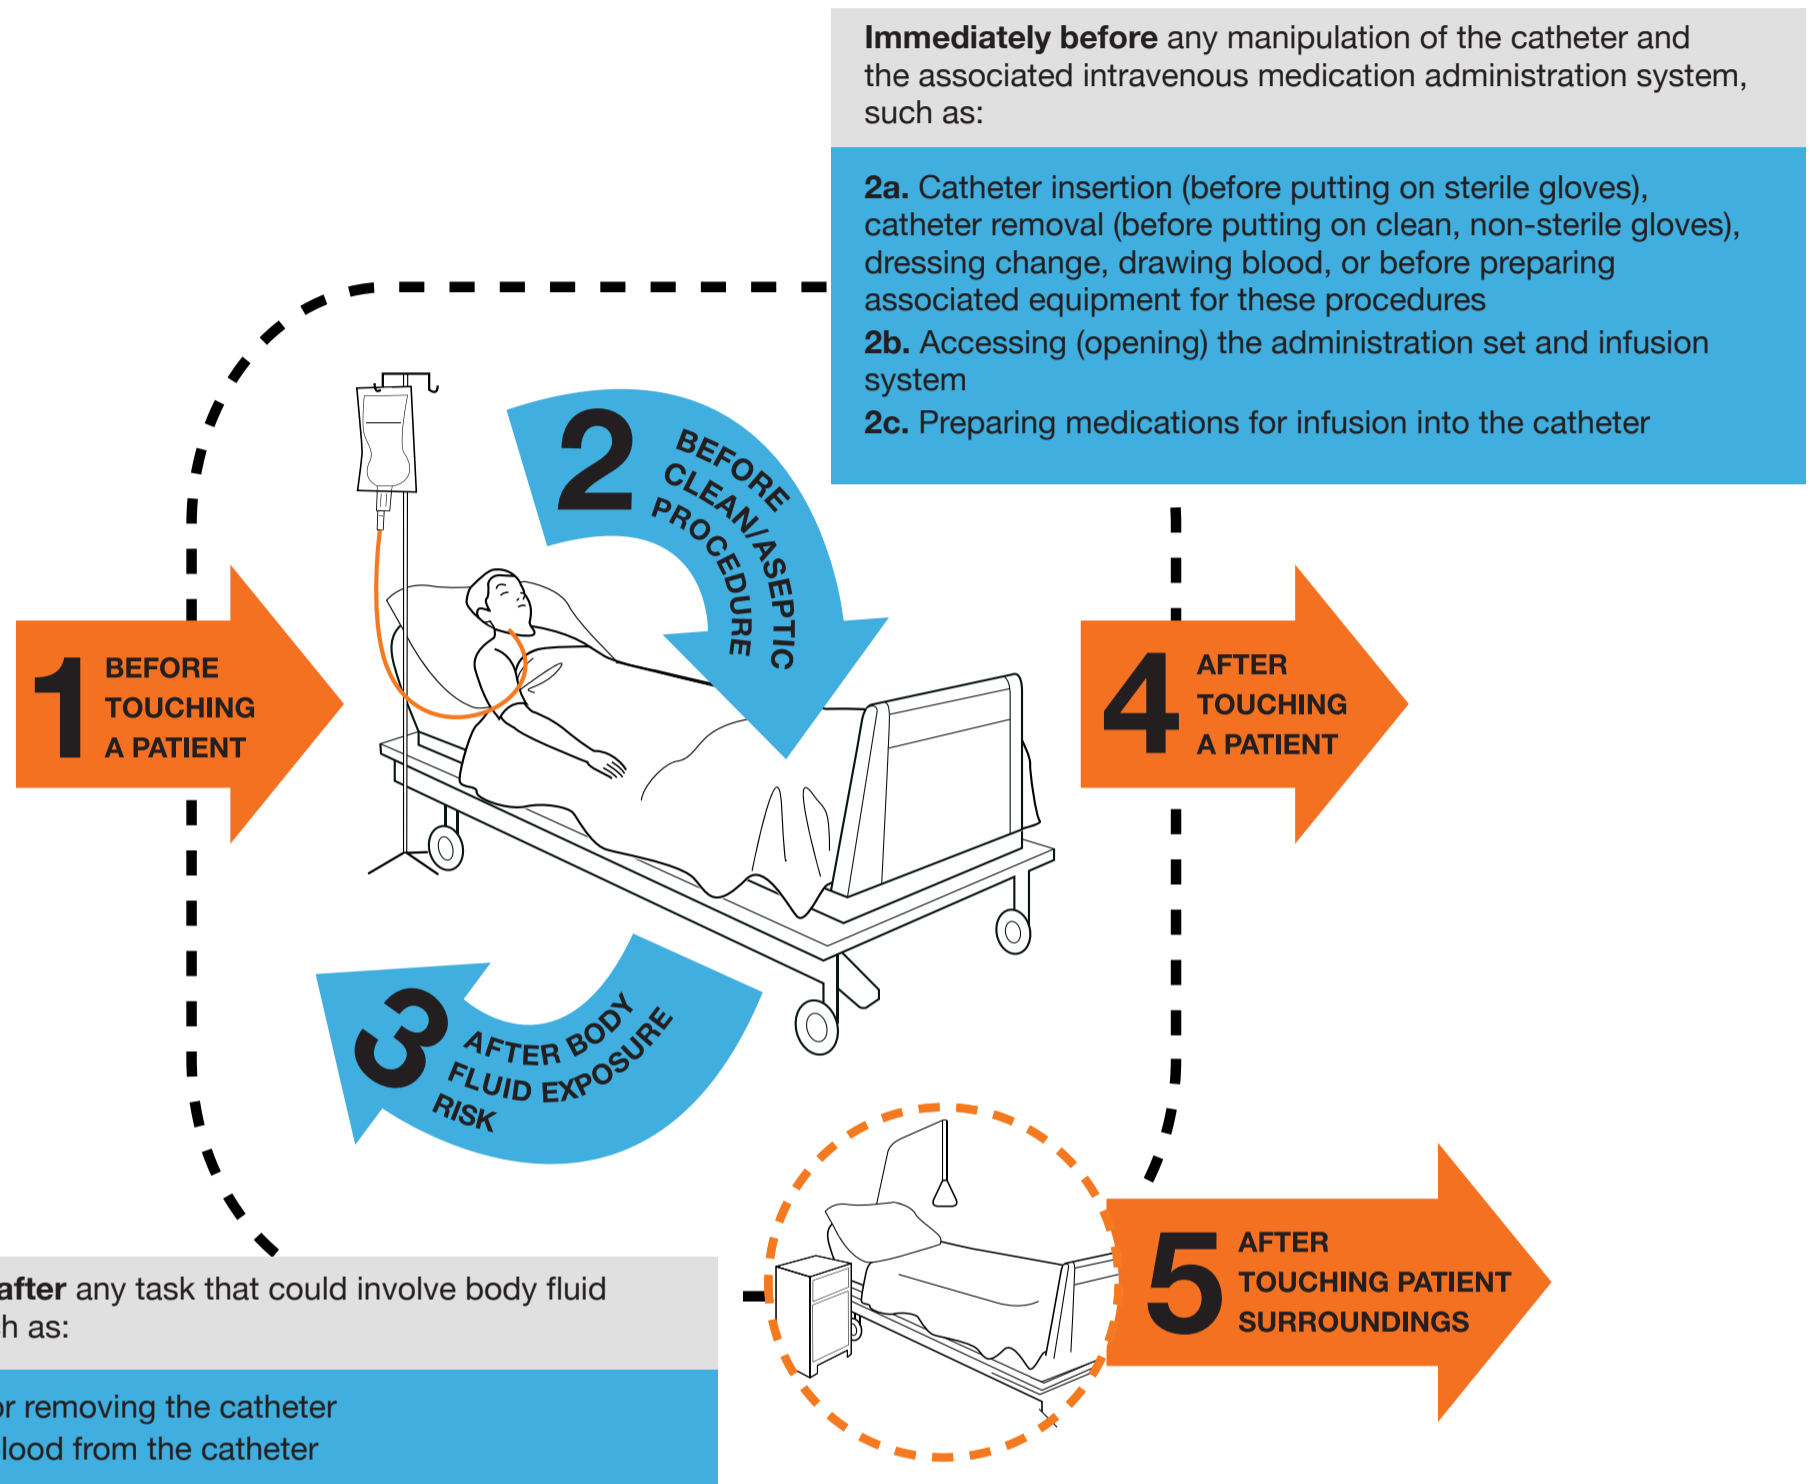 Immediately before any manipulation of the catheter and
the associated intravenous medication administration system,
such as:
2a. Catheter insertion (before putting on sterile gloves),
catheter removal (before putting on clean, non-sterile gloves),
dressing change, drawing blood, or before preparing
associated equipment for these procedures
2b. Accessing (opening) the administration set and infusion
system
2c. Preparing medications for infusion into the catheter
2 BEFORE
CLEAN/ASEPTIC
PROCEDURE
1 BEFORE
TOUCHING
A PATIENT
4 AFTER
TOUCHING
A PATIENT
3 AFTER BODY
FLUID EXPOSURE
RISK
5 AFTER
TOUCHING PATIENT
SURROUNDINGS
after any task that could involve body fluid
as:
removing the catheter
from the catheter